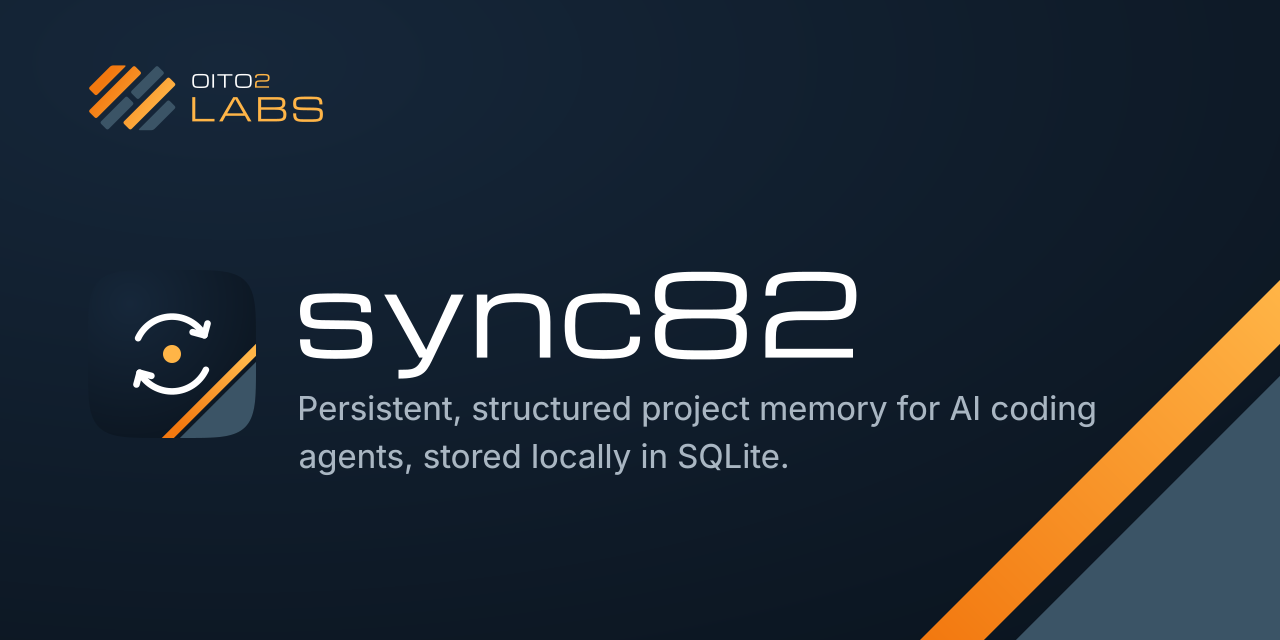 OITO2
LABS
sync82
Persistent, structured project memory for AI coding
agents, stored locally in SQLite.